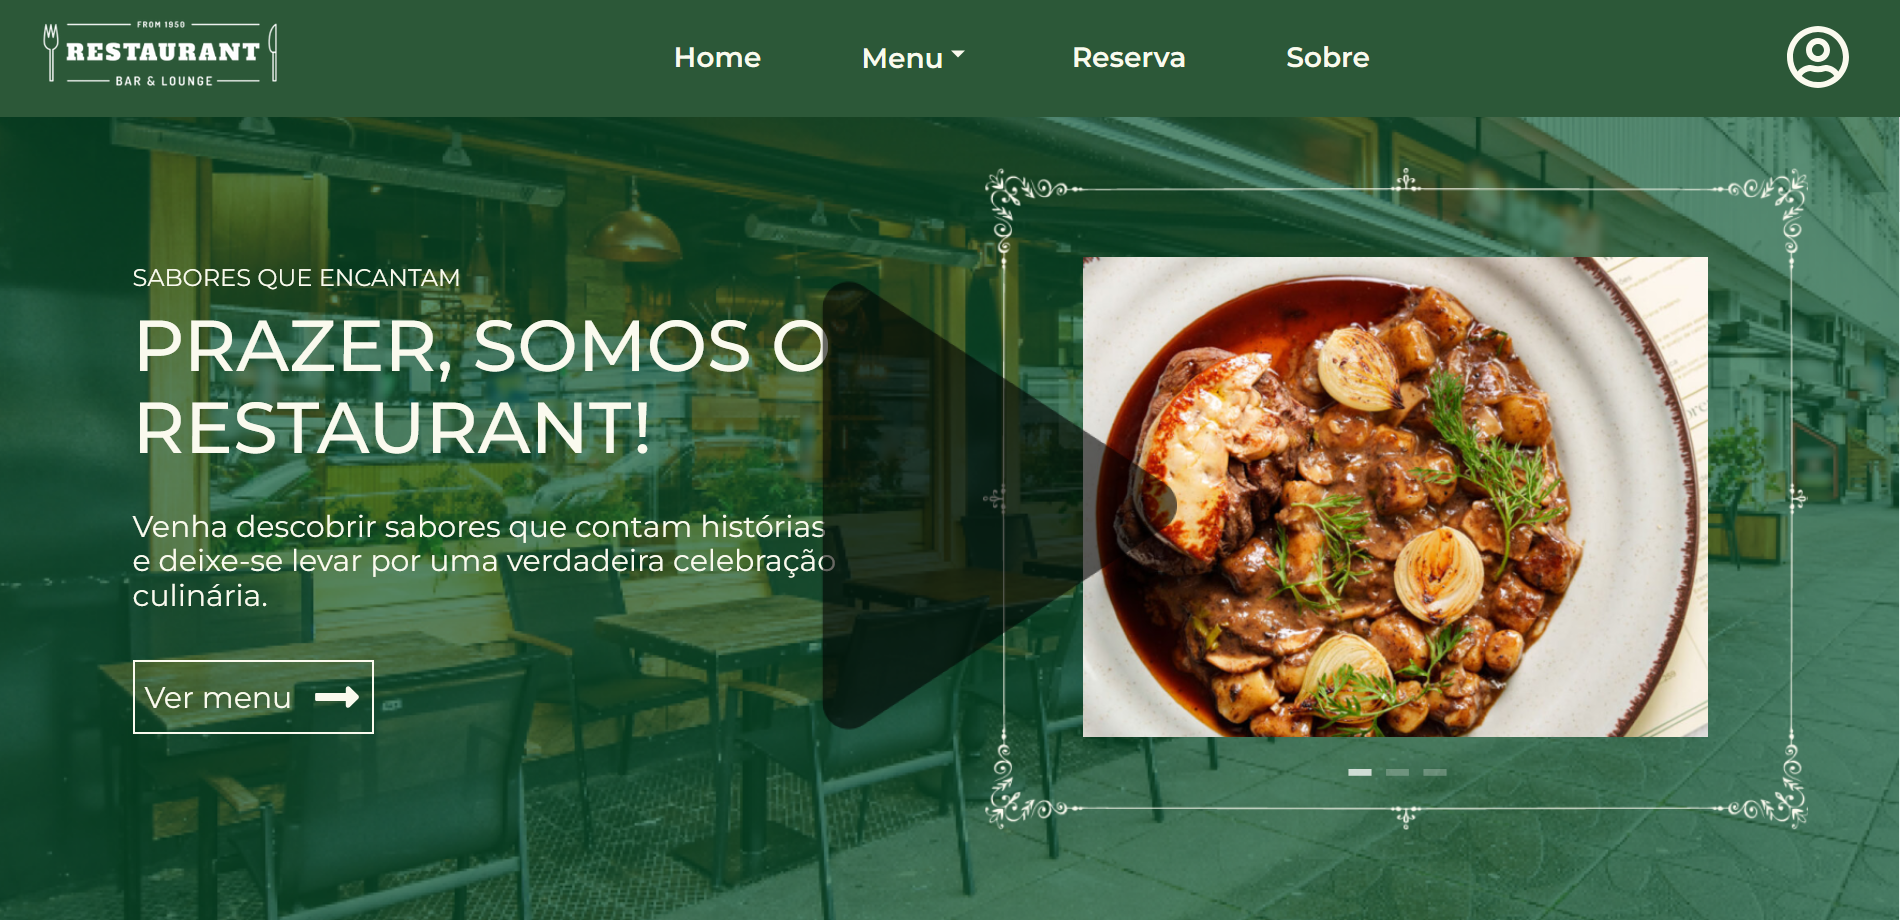 FROM 1950
RESTAURANT
BAR & LOUNGE
Home
Menu
Reserva
Sobre
SABORES QUE ENCANTAM
PRAZER, SOMOS O
RESTAURANT!
Venha descobrir sabores que contam histórias
e deixe-se levar por uma verdadeira celebração
culinária.
Ver menu